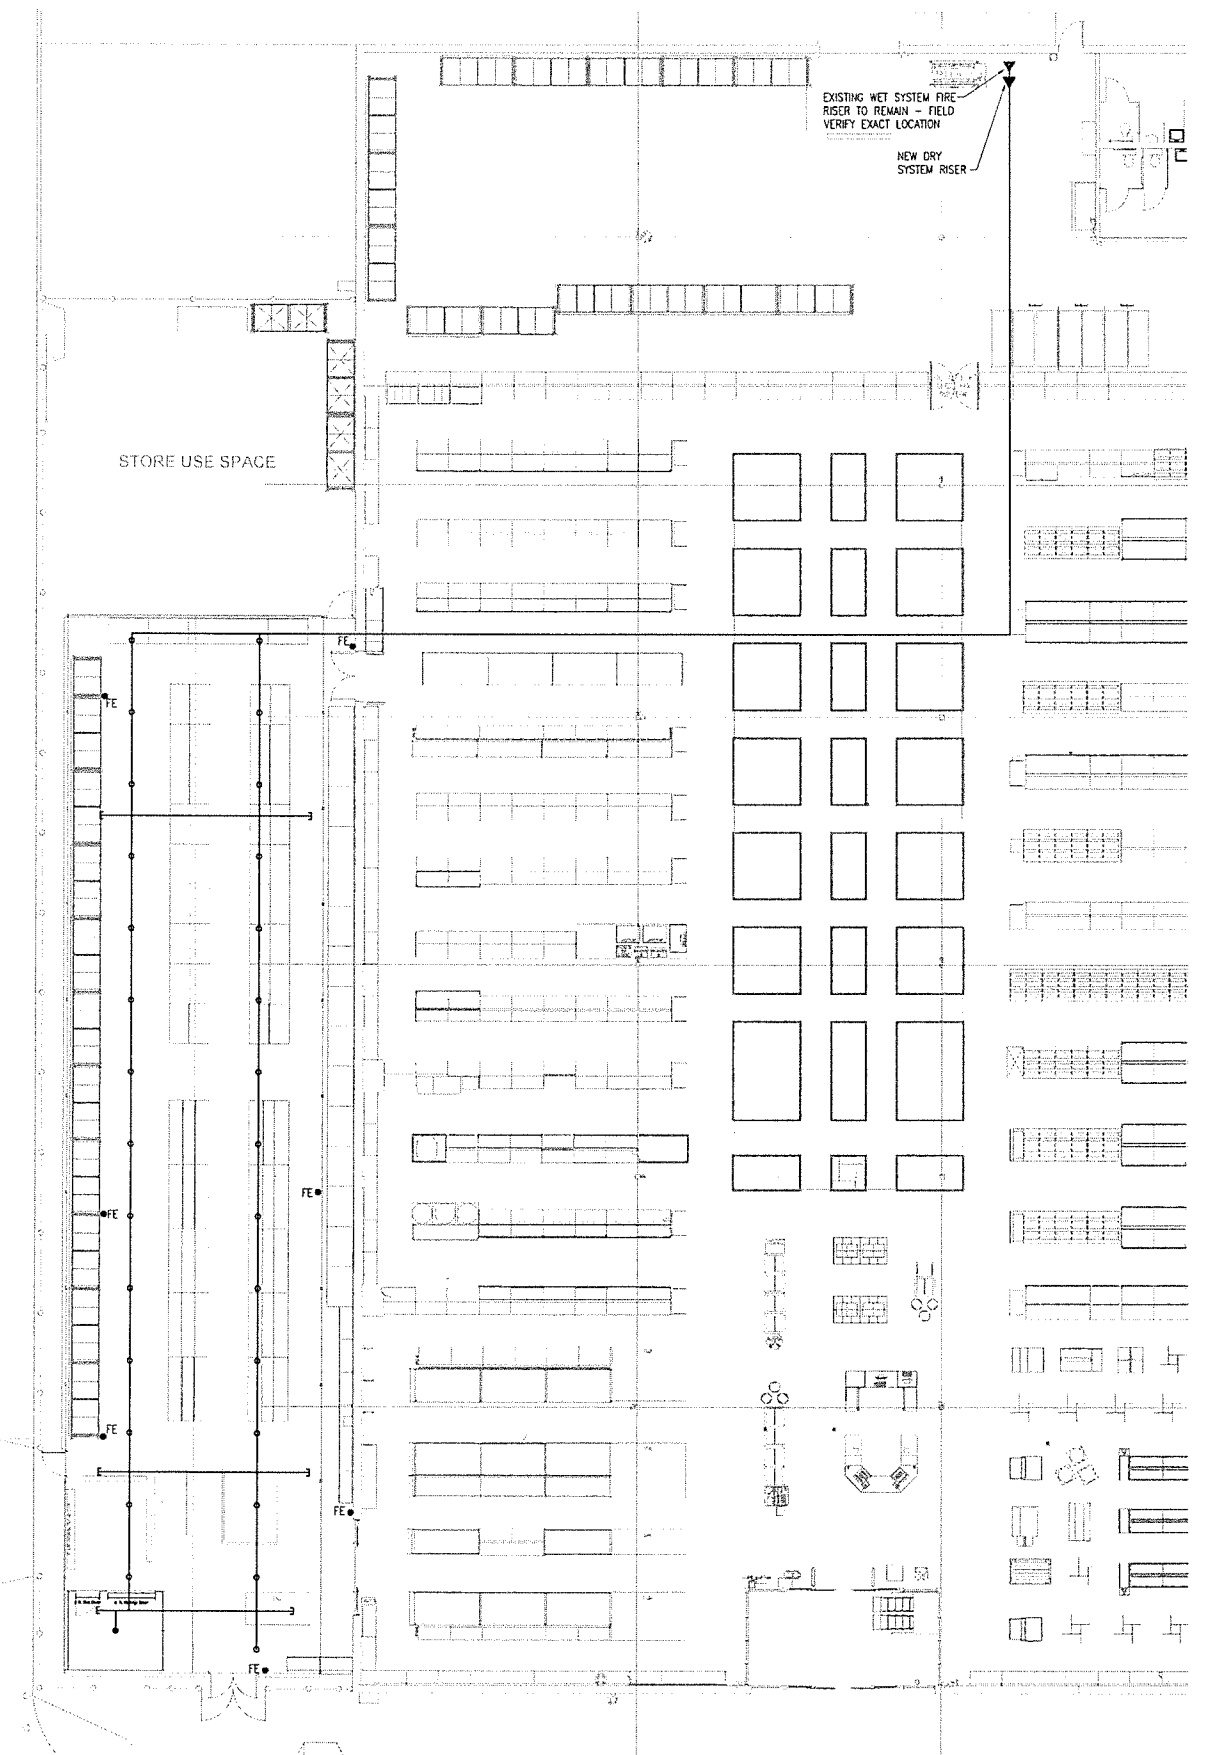 EXISTING WET SYSTEM FIRE
RISER TO REMAIN - FIELD
VERIFY EXACT LOCATION
NEW DRY
SYSTEM RISER
STORE USE SPACE
FE
FE
FE
FE
FE
FE
FE